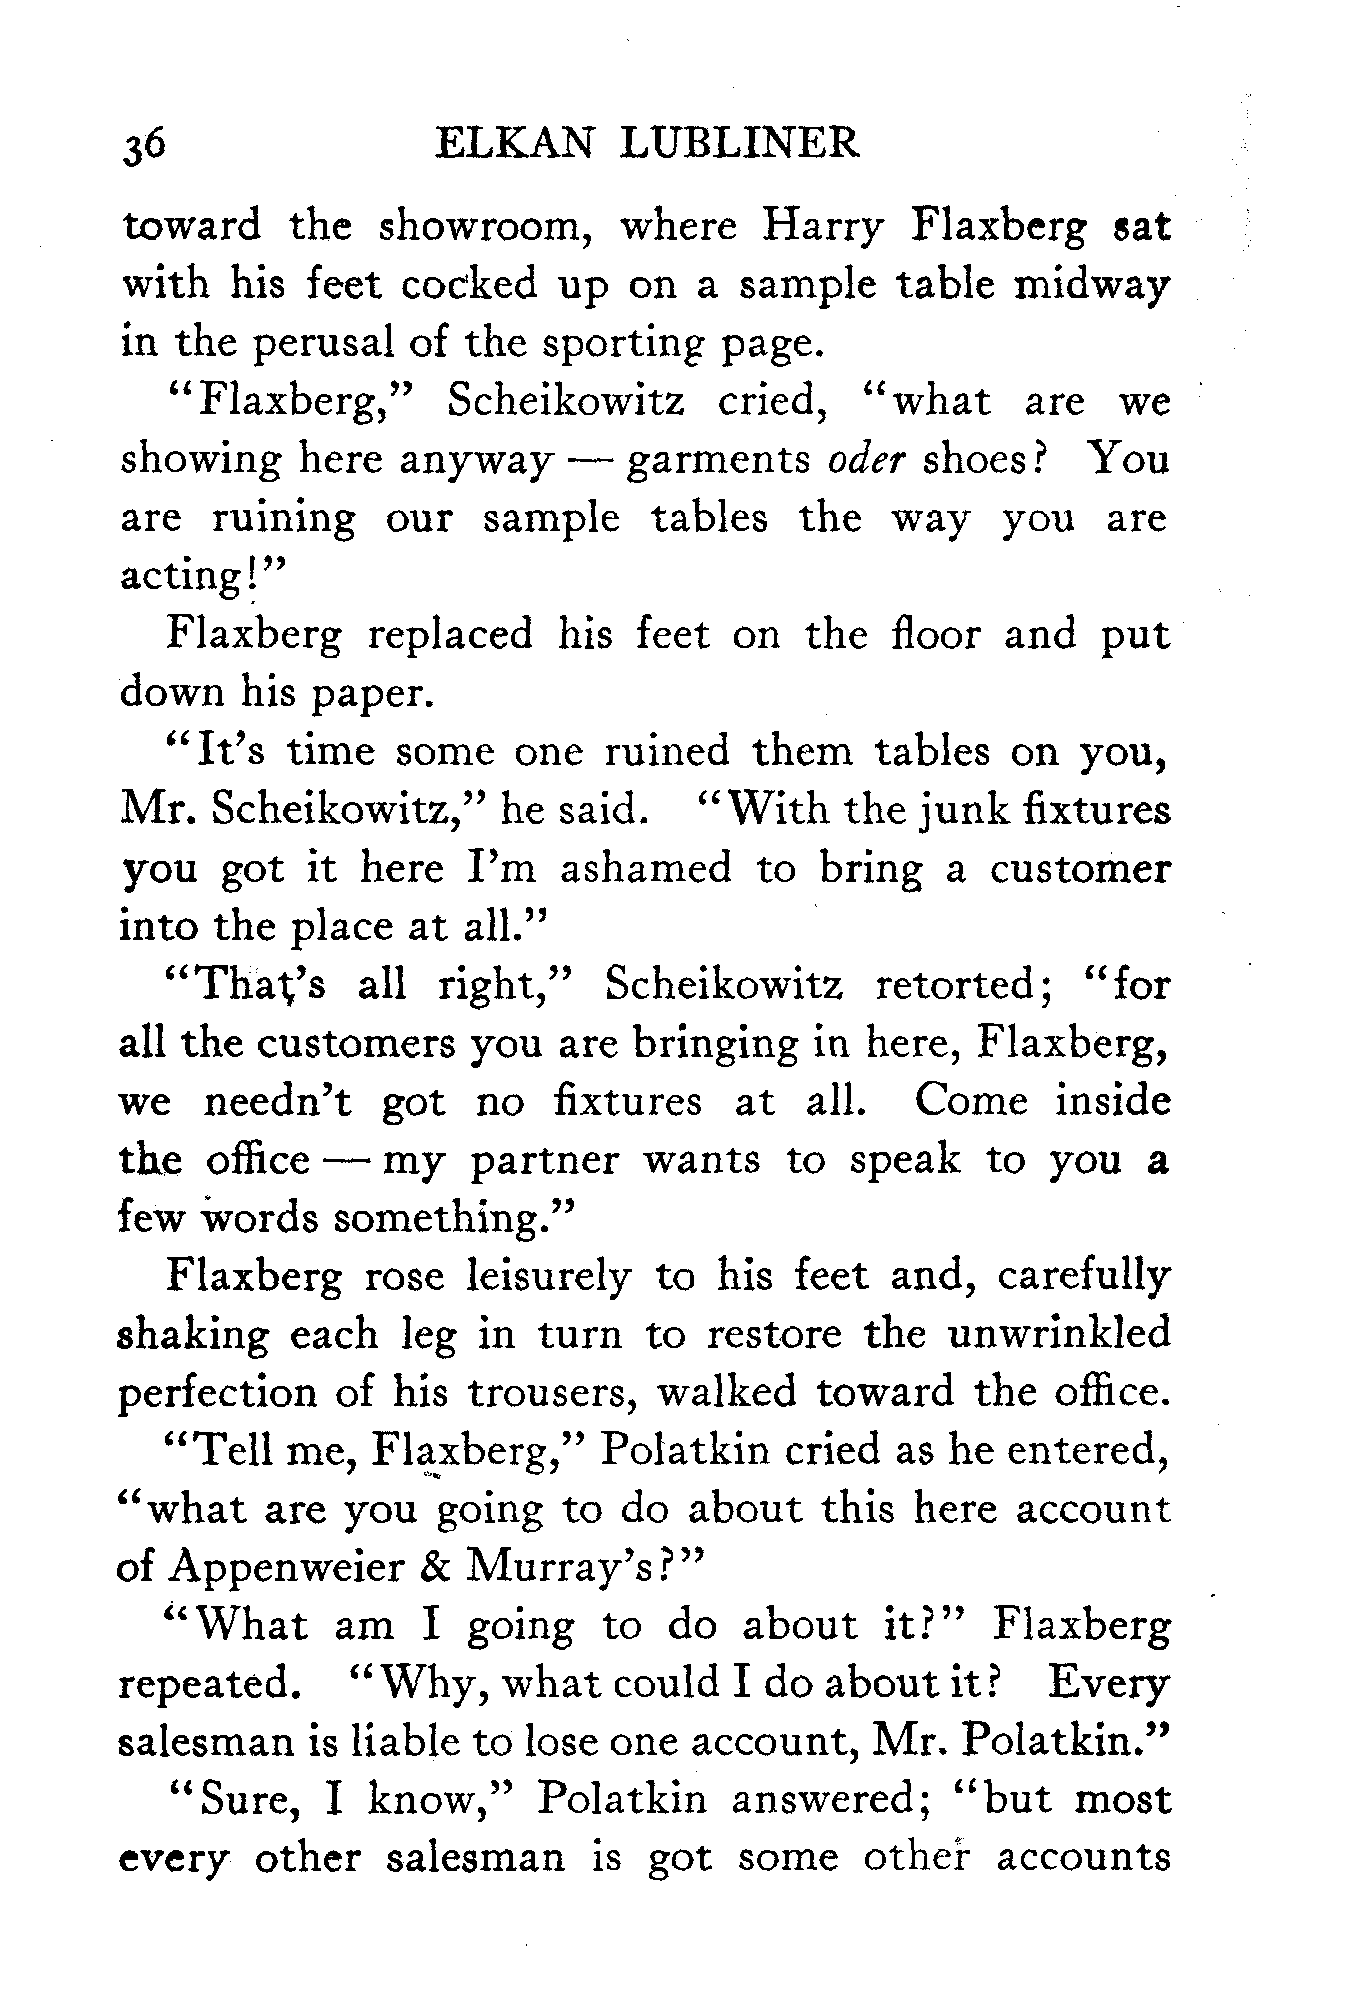 36 ELKAN LUBLINER
toward the showroom, where Harry Flaxberg sat
with his feet cocked up on a sample table midway
in the perusal of the sporting page.
"Flaxberg," Scheikowitz cried, "what are we
showing here anyway — garments oder shoes? You
are ruining our sample tables the way you are
acting!"
Flaxberg replaced his feet on the floor and put
down his paper.
"It's time some one ruined them tables on you,
Mr. Scheikowitz," he said. "With the junk fixtures
you got it here I'm ashamed to bring a customer
into the place at all."
"That's all right," Scheikowitz retorted; "for
all the customers you are bringing in here, Flaxberg,
we needn't got no fixtures at all. Come inside
the office — my partner wants to speak to you a
few words something."
Flaxberg rose leisurely to his feet and, carefully
shaking each leg in turn to restore the unwrinkled
perfection of his trousers, walked toward the office.
"Tell me, Flaxberg," Polatkin cried as he entered,
"what are you going to do about this here account
of Appenweier & Murray's?"
"What am I going to do about it?" Flaxberg
repeated. "Why, what could I do about it? Every
salesman is liable to lose one account, Mr. Polatkin."
"Sure, I know," Polatkin answered; "but most
every other salesman is got some other accounts